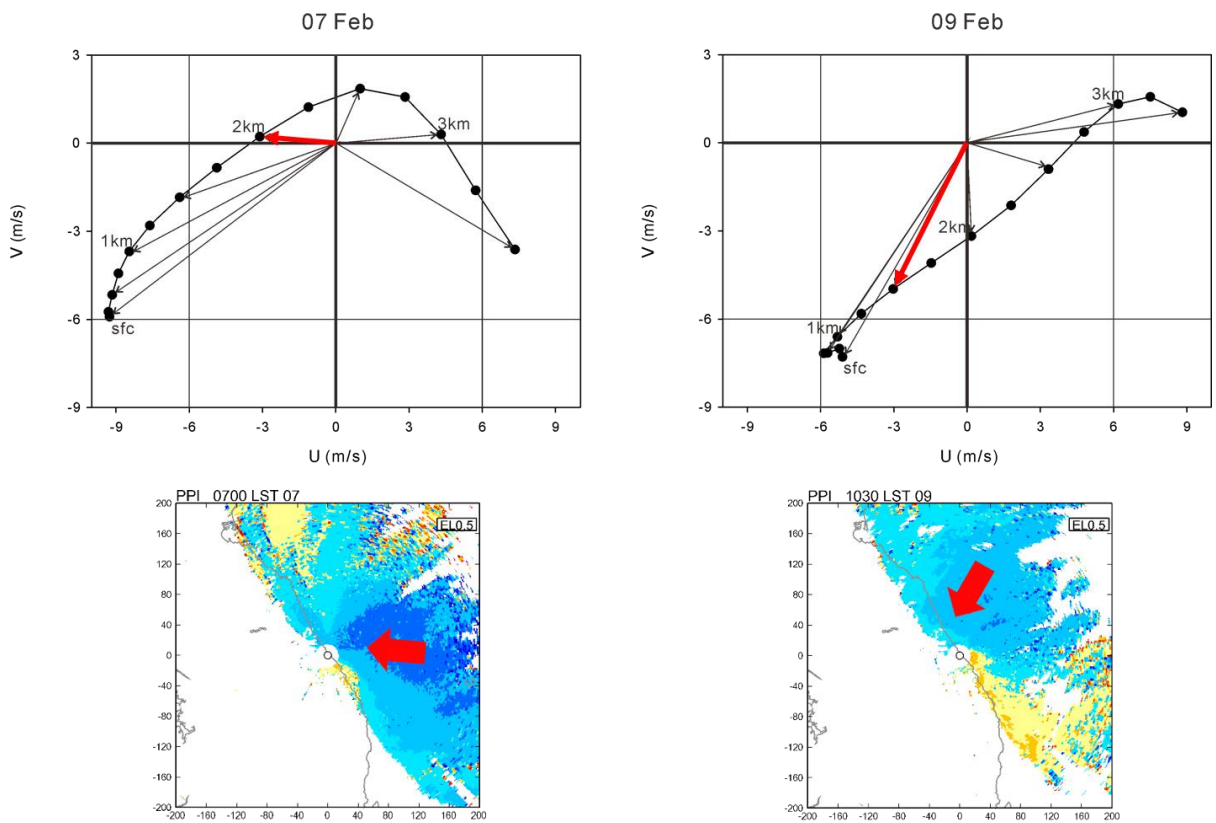 07 Feb
09 Feb
3
0
-3
-6
-9
V (m/s)
2km
3km
1km
sfc
-9 -6 -3 0 3 6 9
U (m/s)
3
0
-3
-6
-9
V (m/s)
3km
2km
1km
sfc
-9 -6 -3 0 3 6 9
U (m/s)
PPI 0700 LST 07
EL0.5
200
160
120
80
40
0
-40
-80
-120
-160
-200
-200 -160 -120 -80 -40 0 40 80 120 160 200
PPI 1030 LST 09
EL0.5
200
160
120
80
40
0
-40
-80
-120
-160
-200
-200 -160 -120 -80 -40 0 40 80 120 160 200